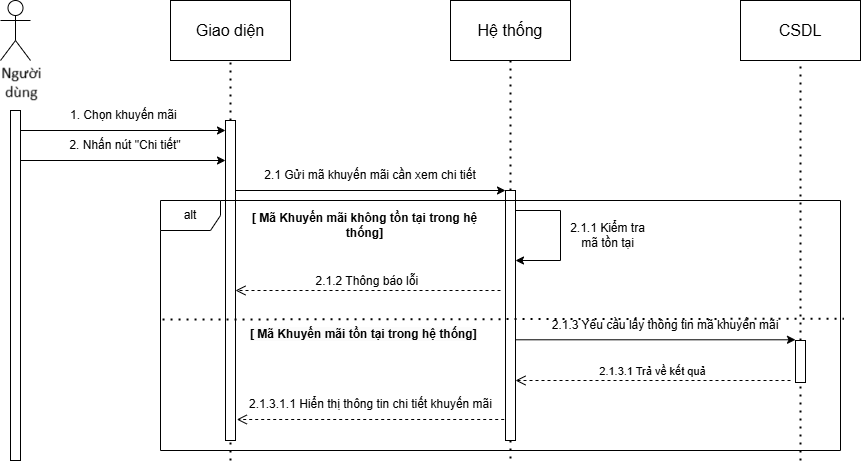 Giao diện
Hệ thống
CSDL
Người
dùng
1. Chọn khuyến mãi
2. Nhấn nút "Chi tiết"
2.1 Gửi mã khuyến mãi cần xem chi tiết
alt
[ Mã Khuyến mãi không tồn tại trong hệ
thống]
2.1.1 Kiểm tra
mã tồn tại
2.1.2 Thông báo lỗi
2.1.3 Yêu cầu lấy thông tin mã khuyến mãi
[ Mã Khuyến mãi tồn tại trong hệ thống]
2.1.3.1 Trả về kết quả
2.1.3.1.1 Hiển thị thông tin chi tiết khuyến mãi